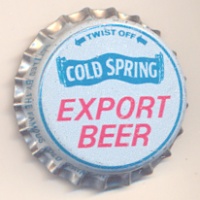 ← TWIST OFF →
COLD SPRING
EXPORT
BEER